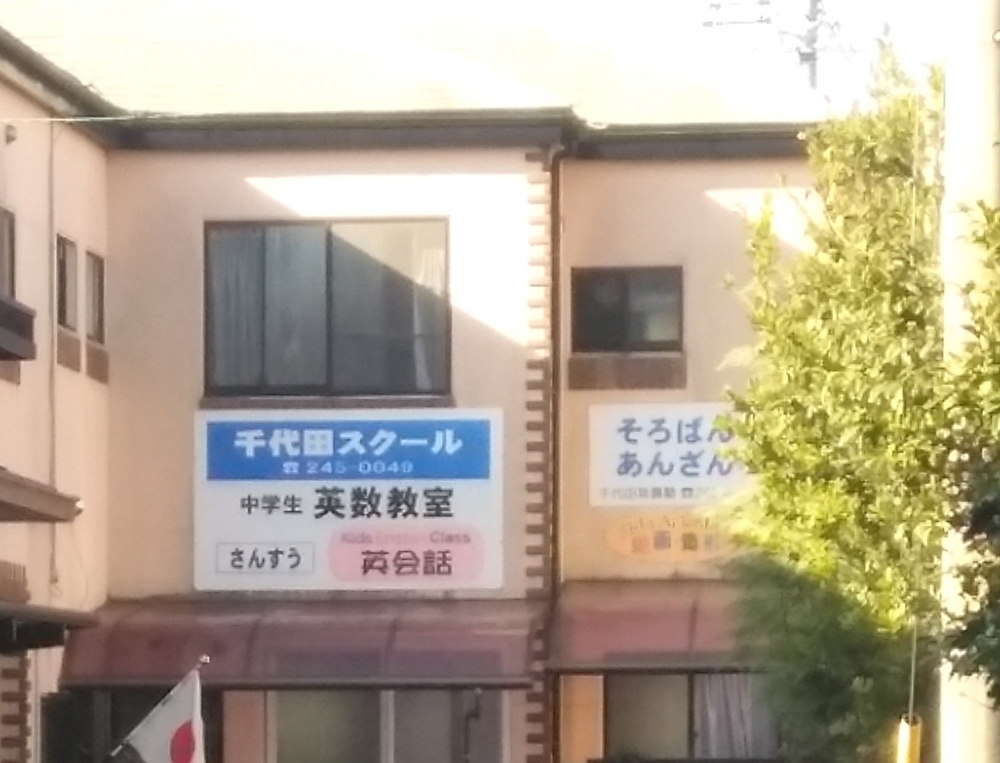 千代田スクール
☎ 245-0049
中学生 英数教室
さんすう
Kids English Class
英会話
そろばん
あんざん